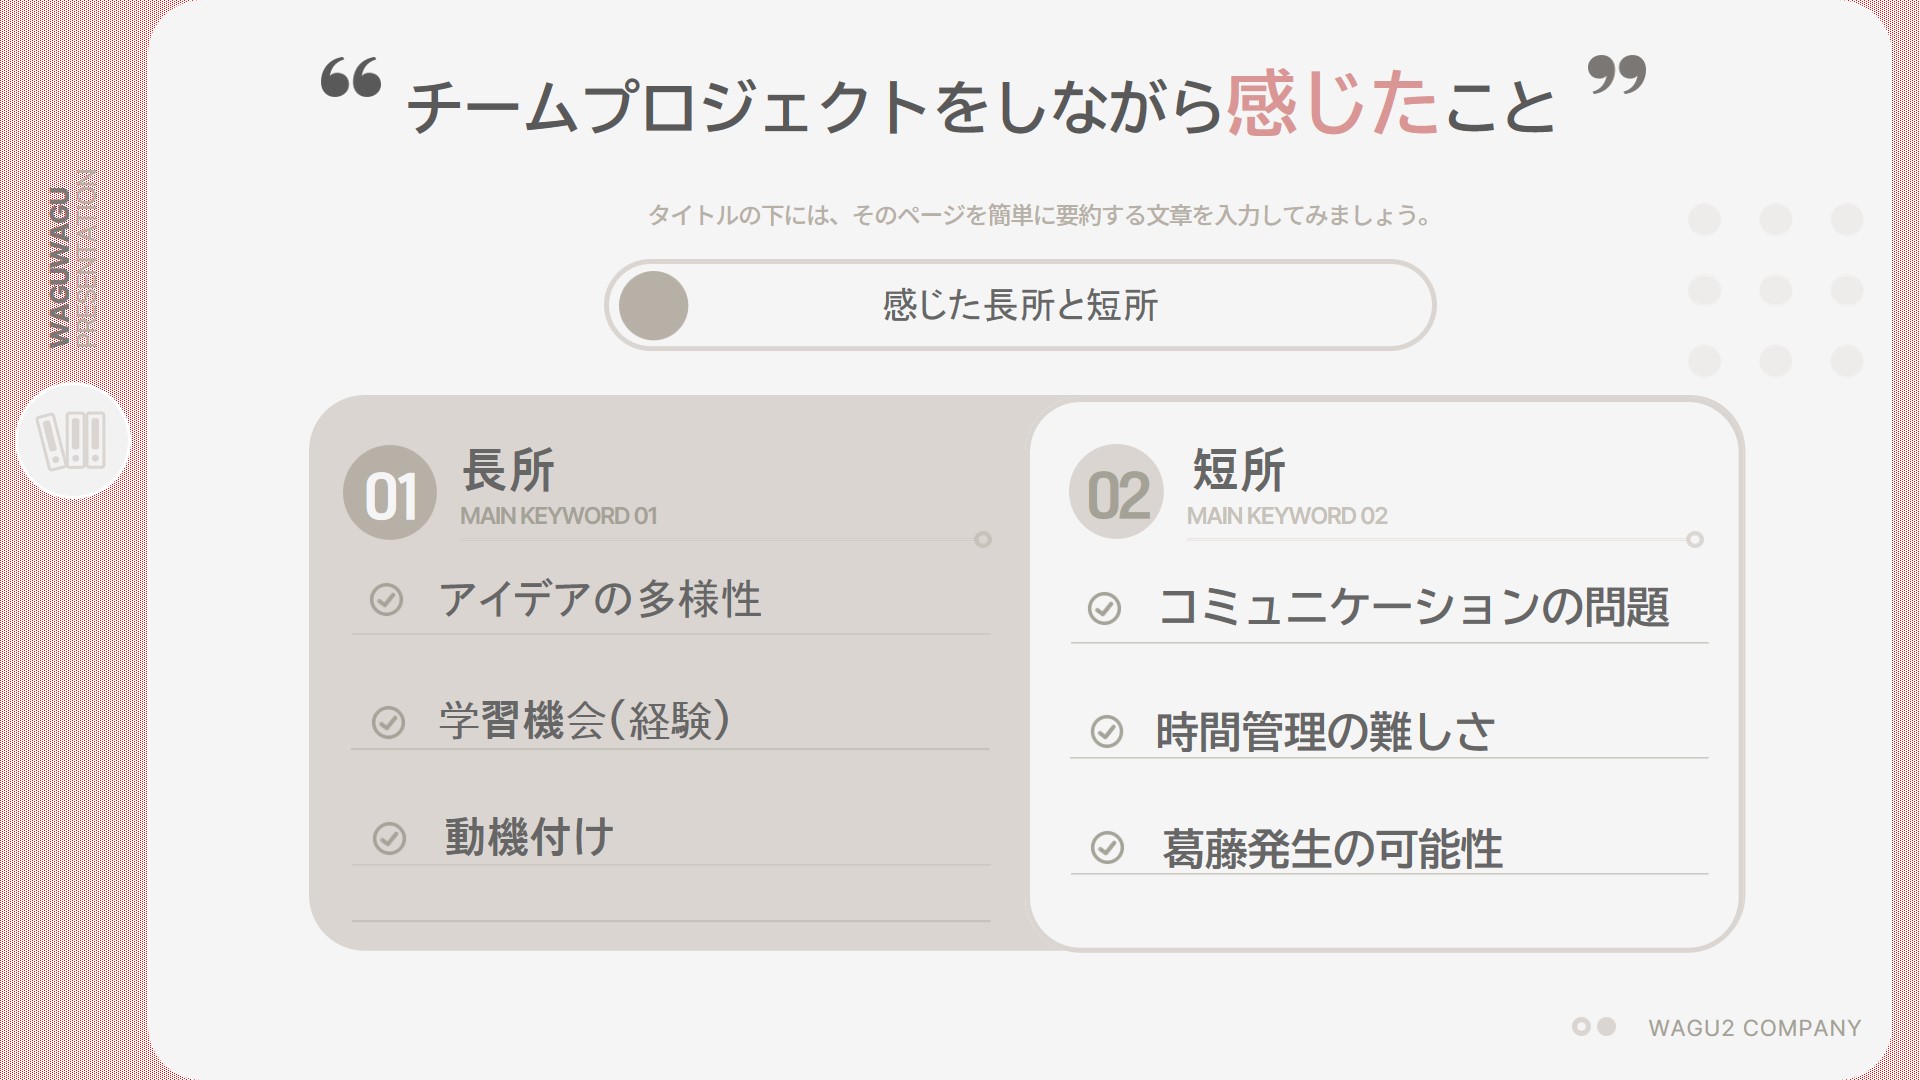 WAGUWAGU
PRESENTATION
“ チームプロジェクトをしながら感じたこと ”
タイトルの下には、そのページを簡単に要約する文章を入力してみましょう。
感じた長所と短所
01
長所
MAIN KEYWORD 01
アイデアの多様性
学習機会(経験)
動機付け
02
短所
MAIN KEYWORD 02
コミュニケーションの問題
時間管理の難しさ
葛藤発生の可能性
WAGU2 COMPANY